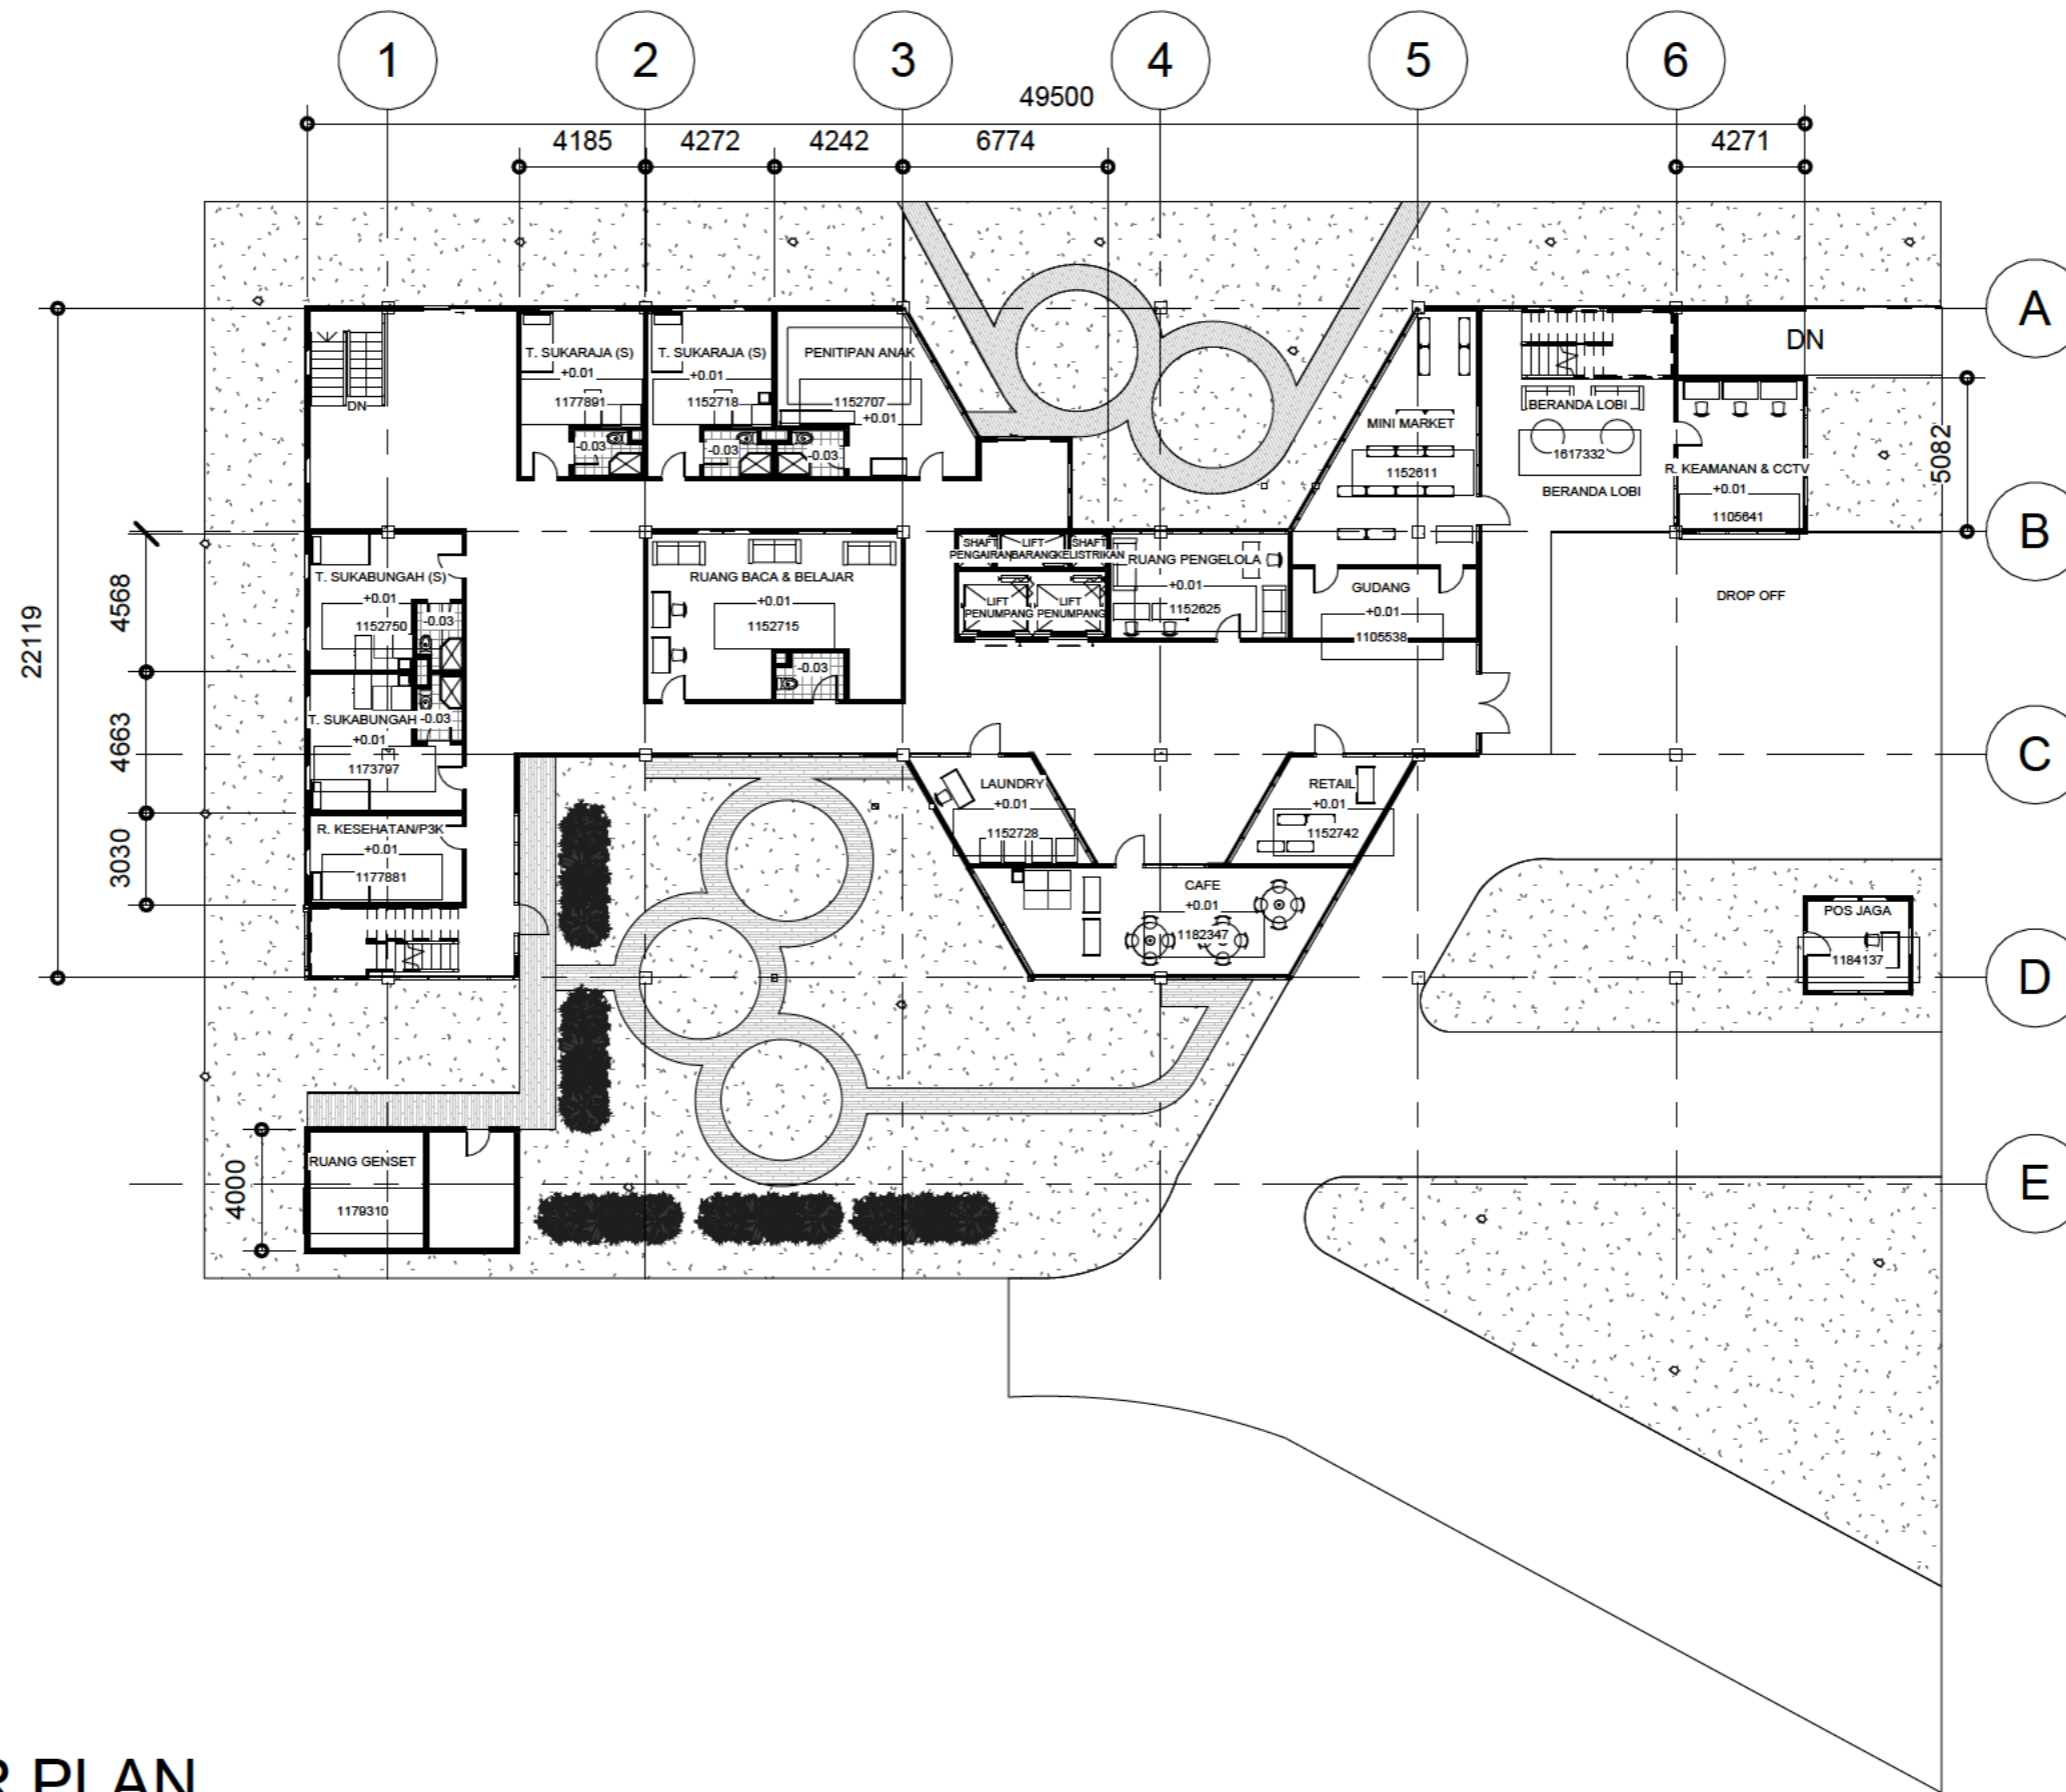 1 2 3 4 5 6
49500
4185 4272 4242 6774 4271
A
DN
T. SUKARAJA (S)
+0.01
1177891
-0.03
T. SUKARAJA (S)
+0.01
1152718
-0.03
PENITIPAN ANAK
1152707
+0.01
-0.03
DN
MINI MARKET
1152611
BERANDA LOBI
1617332
BERANDA LOBI
R. KEAMANAN & CCTV
+0.01
1105641
5082
B
22119
4568
T. SUKABUNGAH (S)
+0.01
1152750
-0.03
RUANG BACA & BELAJAR
+0.01
1152715
-0.03
SHAFT
PENGAIRAN
LIFT
BARANG
SHAFT
KELISTRIKAN
LIFT
PENUMPANG
LIFT
PENUMPANG
RUANG PENGELOLA
+0.01
1152625
GUDANG
+0.01
1105538
DROP OFF
4663
T. SUKABUNGAH
-0.03
+0.01
1173797
C
3030
R. KESEHATAN/P3K
+0.01
1177881
LAUNDRY
+0.01
1152728
RETAIL
+0.01
1152742
CAFE
+0.01
1182347
POS JAGA
1184137
D
4000
RUANG GENSET
1179310
E
R PLAN